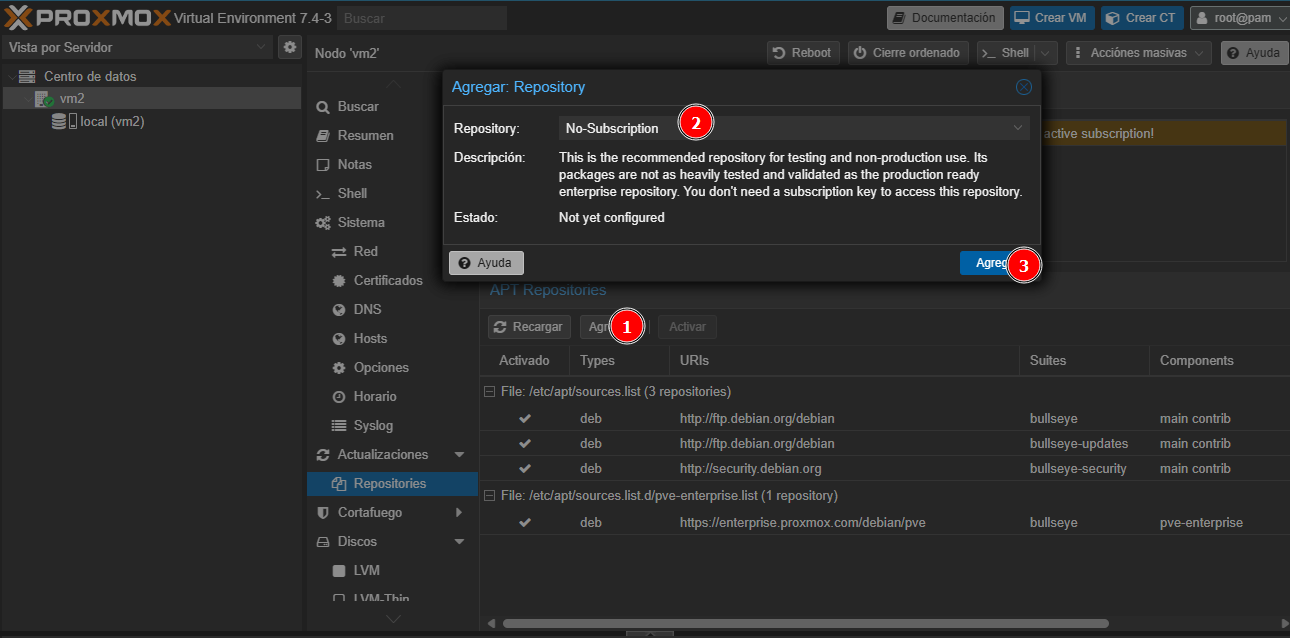 PROXMOX Virtual Environment 7.4-3 Buscar Documentación Crear VM Crear CT root@pam
Vista por Servidor
Nodo 'vm2' Reboot Cierre ordenado Shell Acciónes masivas Ayuda
Centro de datos
vm2
local (vm2)
Buscar
Resumen
Notas
Shell
Sistema
Red
Certificados
DNS
Hosts
Opciones
Horario
Syslog
Actualizaciones
Repositories
Cortafuego
Discos
LVM
LVM-Thin
Agregar: Repository
Repository: No-Subscription 2
Descripción: This is the recommended repository for testing and non-production use. Its
packages are not as heavily tested and validated as the production ready
enterprise repository. You don't need a subscription key to access this repository.
Estado: Not yet configured
Ayuda Agreg 3
active subscription!
APT Repositories
Recargar Agr 1 Activar
Activado Types URIs Suites Components
File: /etc/apt/sources.list (3 repositories)
deb http://ftp.debian.org/debian bullseye main contrib
deb http://ftp.debian.org/debian bullseye-updates main contrib
deb http://security.debian.org bullseye-security main contrib
File: /etc/apt/sources.list.d/pve-enterprise.list (1 repository)
deb https://enterprise.proxmox.com/debian/pve bullseye pve-enterprise